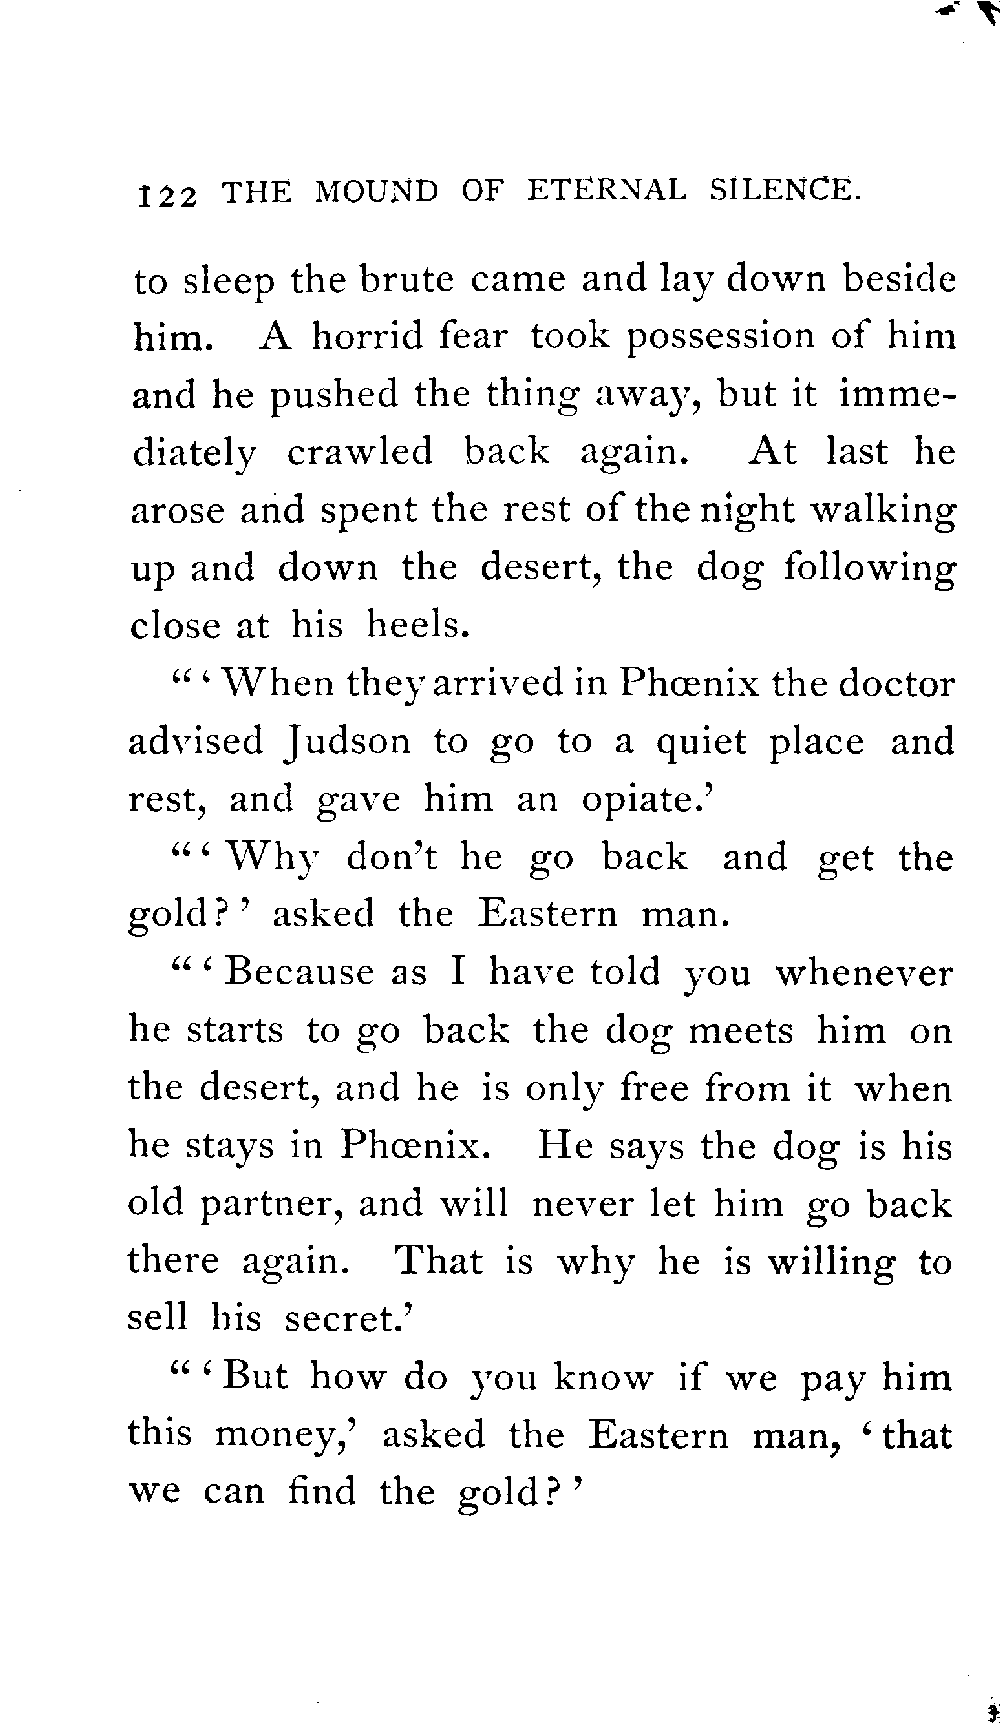 122 THE MOUND OF ETERNAL SILENCE.
to sleep the brute came and lay down beside
him. A horrid fear took possession of him
and he pushed the thing away, but it imme-
diately crawled back again. At last he
arose and spent the rest of the night walking
up and down the desert, the dog following
close at his heels.
“‘When they arrived in Phœnix the doctor
advised Judson to go to a quiet place and
rest, and gave him an opiate.’
“‘Why don’t he go back and get the
gold?’ asked the Eastern man.
“‘Because as I have told you whenever
he starts to go back the dog meets him on
the desert, and he is only free from it when
he stays in Phœnix. He says the dog is his
old partner, and will never let him go back
there again. That is why he is willing to
sell his secret.’
“‘But how do you know if we pay him
this money,’ asked the Eastern man, ‘that
we can find the gold?’